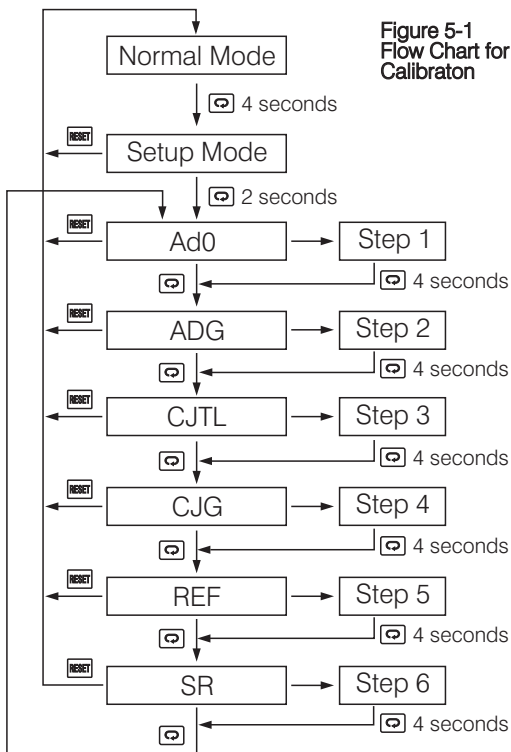 Figure 5-1
Flow Chart for
Calibraton
Normal Mode
4 seconds
RESET
Setup Mode
2 seconds
RESET
Ad0
Step 1
4 seconds
RESET
ADG
Step 2
4 seconds
RESET
CJTL
Step 3
4 seconds
RESET
CJG
Step 4
4 seconds
RESET
REF
Step 5
4 seconds
RESET
SR
Step 6
4 seconds